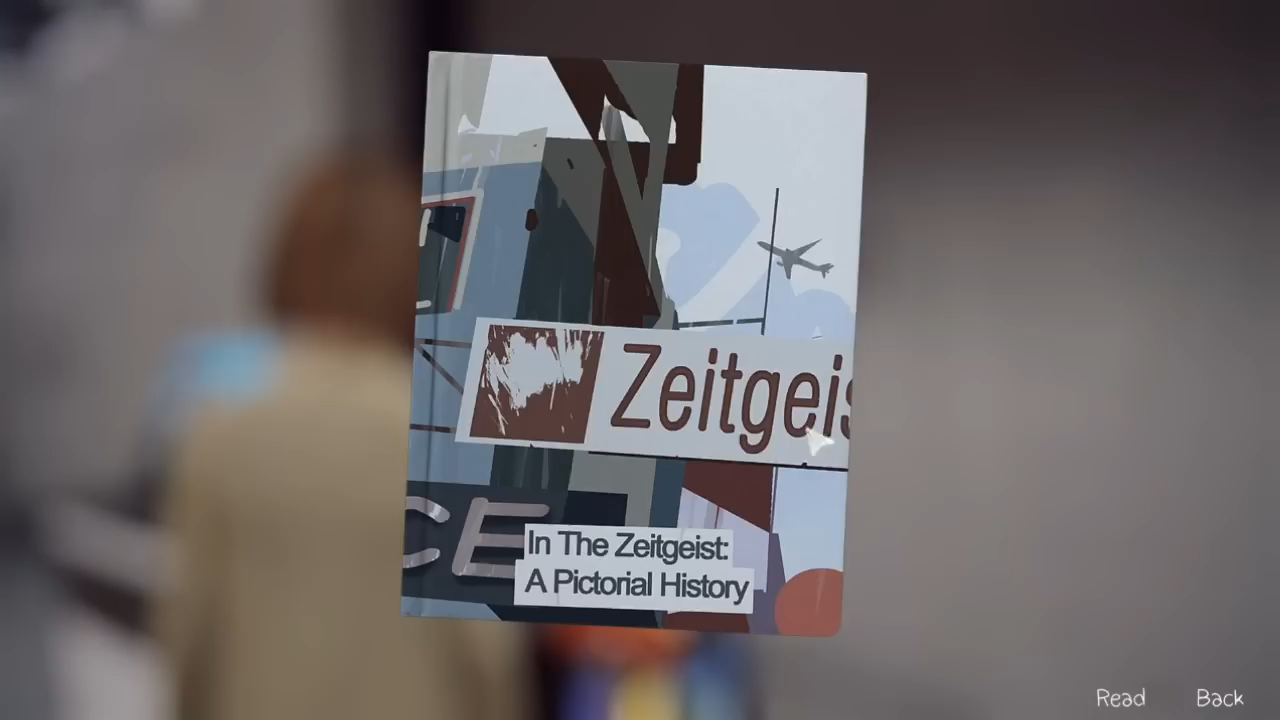 Zeitgeis
CE
In The Zeitgeist:
A Pictorial History
Read
Back